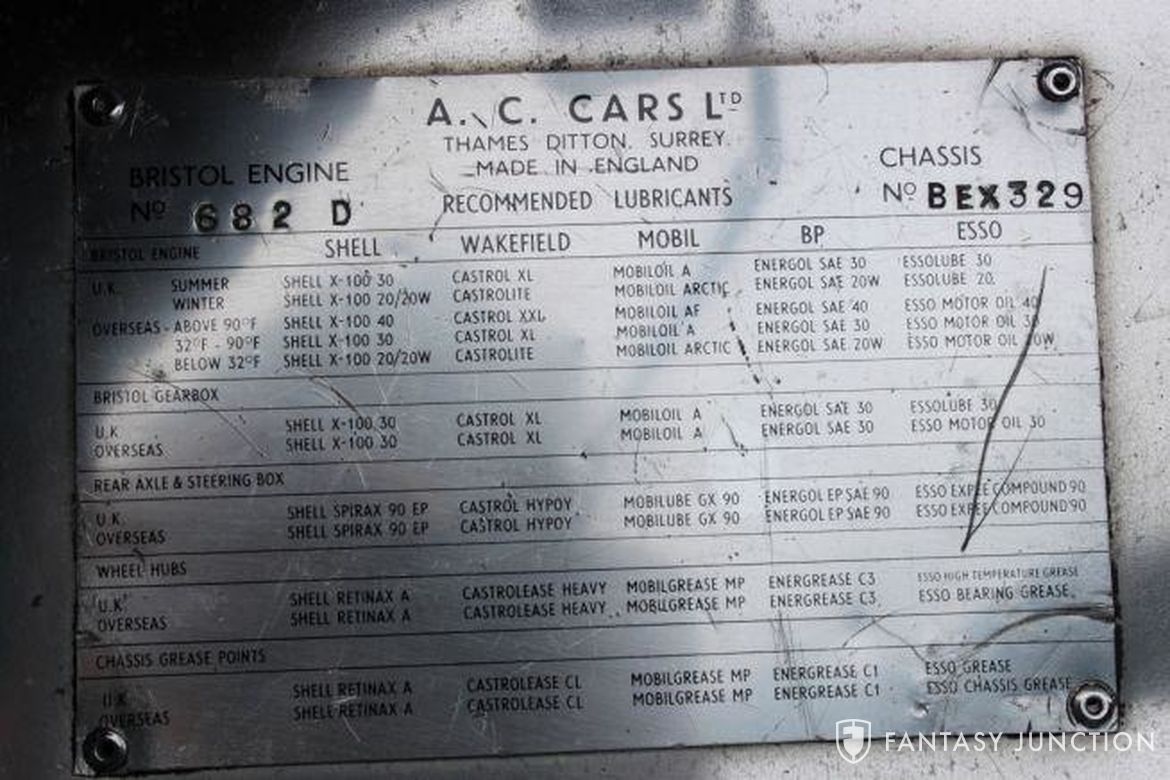 A. C. CARS LTD
THAMES DITTON, SURREY.
MADE IN ENGLAND
BRISTOL ENGINE
No 682 D
RECOMMENDED LUBRICANTS
CHASSIS
No BEX329
BRISTOL ENGINE SHELL WAKEFIELD MOBIL BP ESSO
U.K. SUMMER SHELL X-100 30 CASTROL XL MOBILOIL A ENERGOL SAE 30 ESSOLUBE 30
WINTER SHELL X-100 20/20W CASTROLITE MOBILOIL ARCTIC ENERGOL SAE 20W ESSOLUBE 20
OVERSEAS - ABOVE 90°F SHELL X-100 40 CASTROL XXL MOBILOIL AF ENERGOL SAE 40 ESSO MOTOR OIL 40
32°F - 90°F SHELL X-100 30 CASTROL XL MOBILOIL A ENERGOL SAE 30 ESSO MOTOR OIL 30
BELOW 32°F SHELL X-100 20/20W CASTROLITE MOBILOIL ARCTIC ENERGOL SAE 20W ESSO MOTOR OIL 20W
BRISTOL GEARBOX
U.K SHELL X-100 30 CASTROL XL MOBILOIL A ENERGOL SAE 30 ESSOLUBE 30
OVERSEAS SHELL X-100 30 CASTROL XL MOBILOIL A ENERGOL SAE 30 ESSO MOTOR OIL 30
REAR AXLE & STEERING BOX
U.K. SHELL SPIRAX 90 EP CASTROL HYPOY MOBILUBE GX 90 ENERGOL EP SAE 90 ESSO EXPEE COMPOUND 90
OVERSEAS SHELL SPIRAX 90 EP CASTROL HYPOY MOBILUBE GX 90 ENERGOL EP SAE 90 ESSO EXPEE COMPOUND 90
WHEEL HUBS
U.K. SHELL RETINAX A CASTROLEASE HEAVY MOBILGREASE MP ENERGREASE C3 ESSO HIGH TEMPERATURE GREASE
OVERSEAS SHELL RETINAX A CASTROLEASE HEAVY MOBILGREASE MP ENERGREASE C3 ESSO BEARING GREASE
CHASSIS GREASE POINTS
U.K. SHELL RETINAX A CASTROLEASE CL MOBILGREASE MP ENERGREASE C1 ESSO GREASE
OVERSEAS SHELL RETINAX A CASTROLEASE CL MOBILGREASE MP ENERGREASE C1 ESSO CHASSIS GREASE
FANTASY JUNCTION